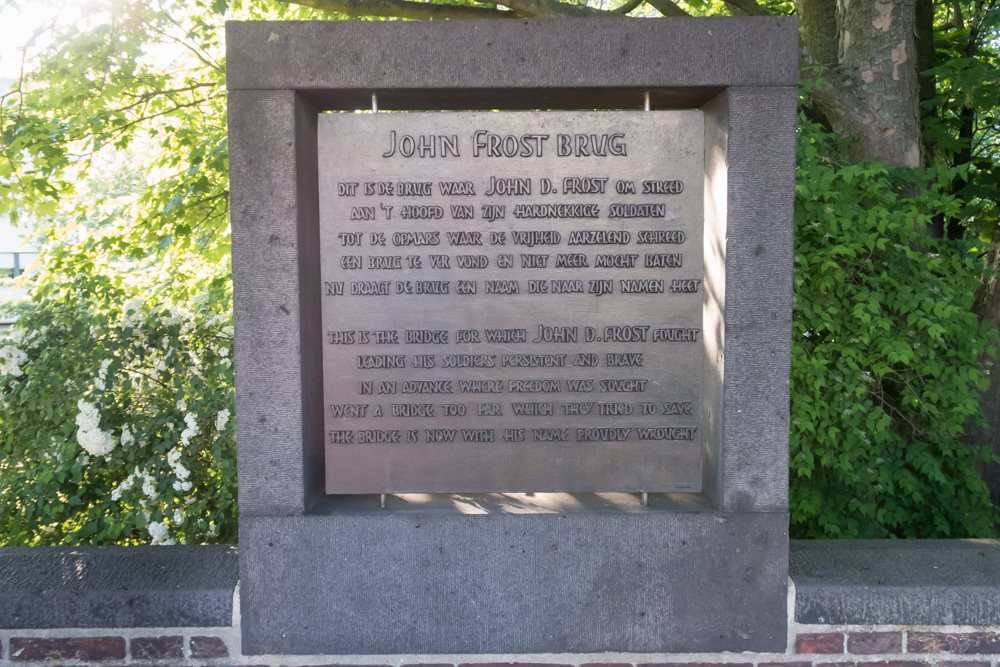 JOHN FROST BRUG
DIT IS DE BRUG WAAR JOHN D. FROST OM STREED
AAN 'T HOOFD VAN ZIJN HARDNEKKIGE SOLDATEN
TOT DE OPMARS WAAR DE VRIJHEID AARZELEND SCHREED
EEN BRUG TE VER VOND EN NIET MEER MOCHT BATEN
NU DRAAGT DE BRUG EEN NAAM DIE NAAR ZIJN NAMEN HEET
THIS IS THE BRIDGE FOR WHICH JOHN D. FROST FOUGHT
LEADING HIS SOLDIERS PERSISTENT AND BRAVE
IN AN ADVANCE WHERE FREEDOM WAS SOUGHT
WENT A BRIDGE TOO FAR WHICH THEY TRIED TO SAVE
THE BRIDGE IS NOW WITH HIS NAME PROUDLY WROUGHT